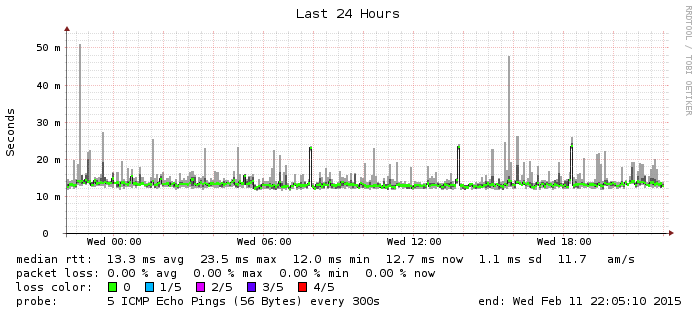 Last 24 Hours
RRDTOOL / TOBI OETIKER
Seconds
50 m
40 m
30 m
20 m
10 m
0
Wed 00:00 Wed 06:00 Wed 12:00 Wed 18:00
median rtt: 13.3 ms avg 23.5 ms max 12.0 ms min 12.7 ms now 1.1 ms sd 11.7 am/s
packet loss: 0.00 % avg 0.00 % max 0.00 % min 0.00 % now
loss color: 0 1/5 2/5 3/5 4/5
probe: 5 ICMP Echo Pings (56 Bytes) every 300s end: Wed Feb 11 22:05:10 2015